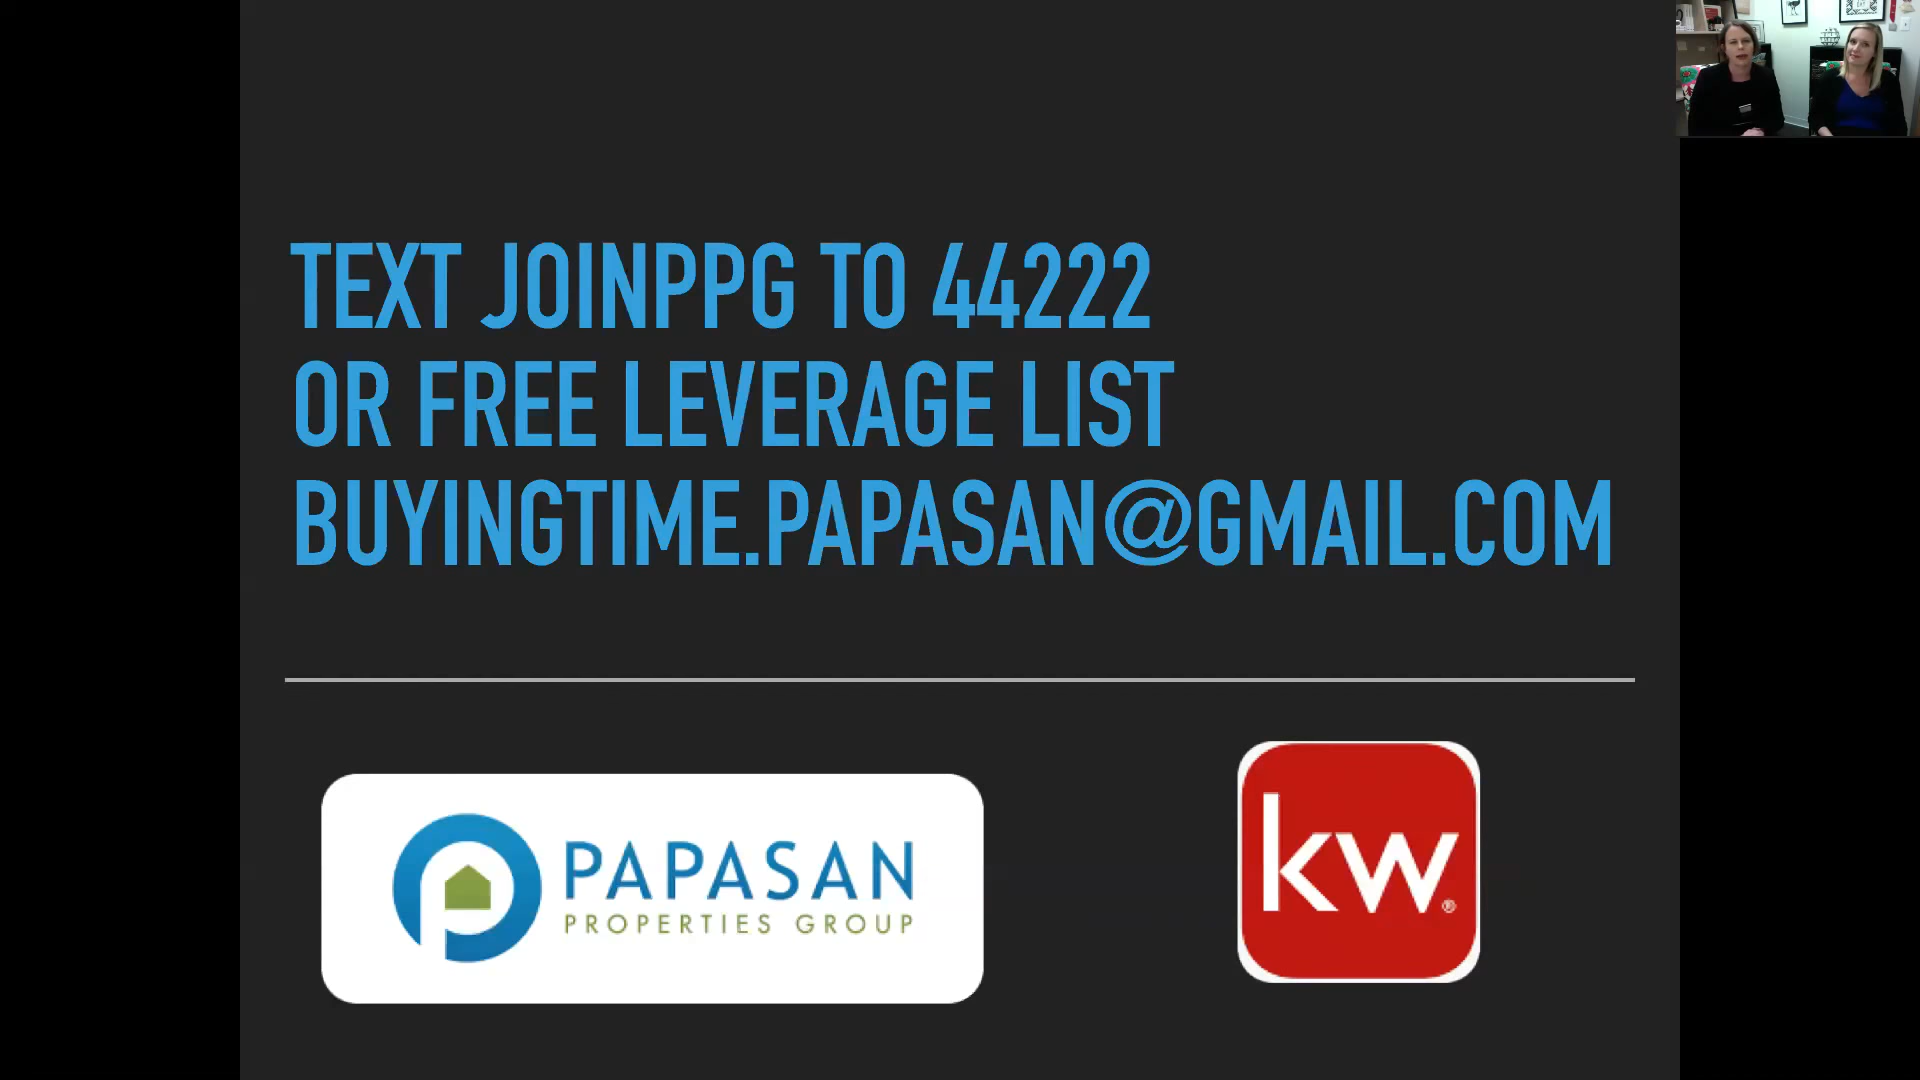 TEXT JOINPPG TO 44222
OR FREE LEVERAGE LIST
BUYINGTIME.PAPASAN@GMAIL.COM
PAPASAN
PROPERTIES GROUP
kw®